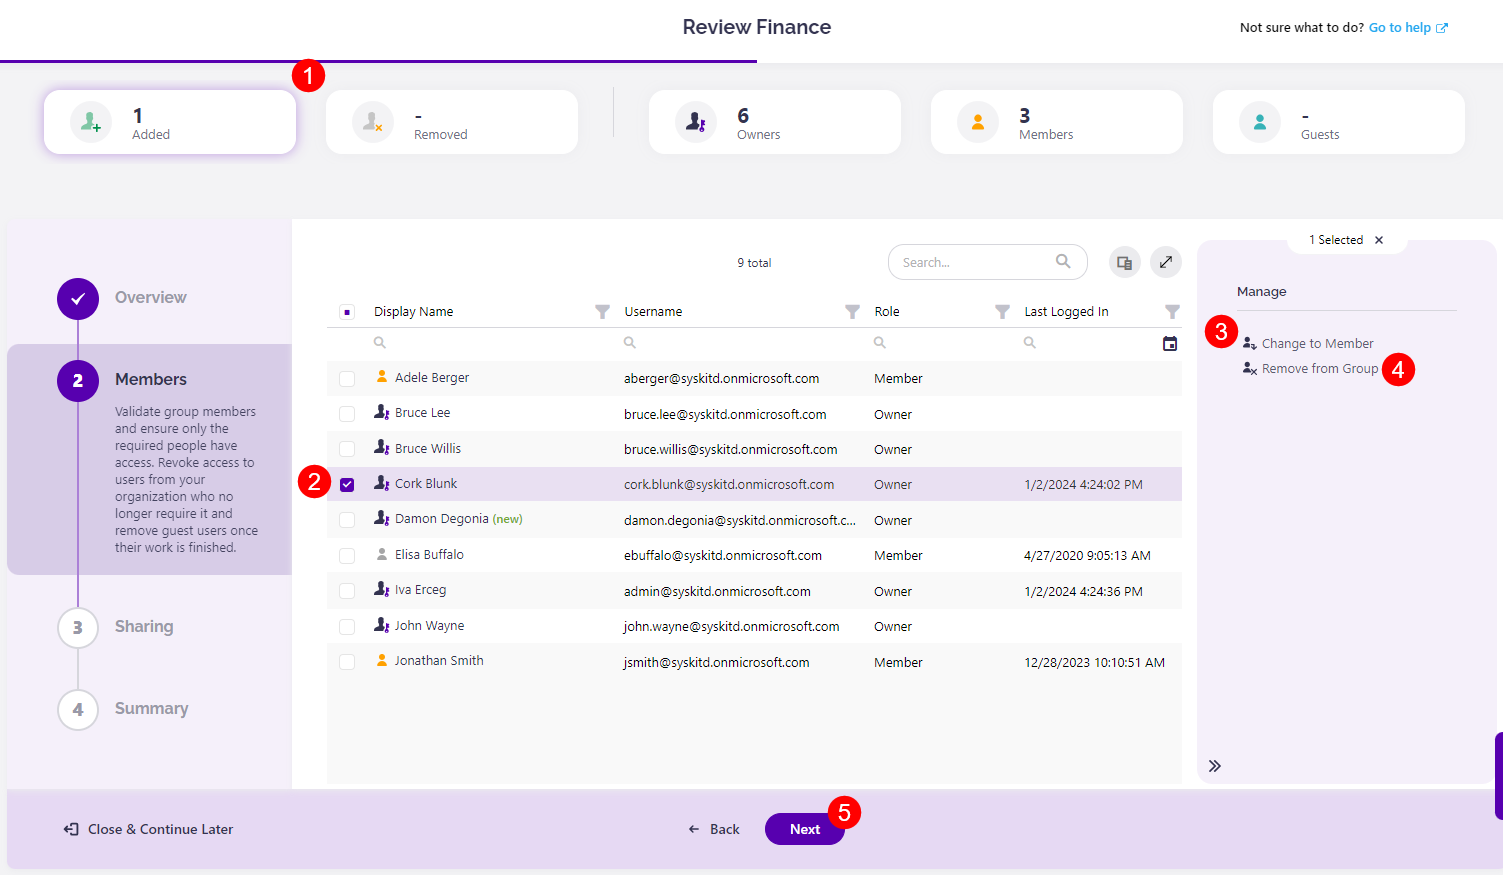 Review Finance
Not sure what to do? Go to help
1
1
Added
-
Removed
6
Owners
3
Members
-
Guests
Overview
2
Members
Validate group members
and ensure only the
required people have
access. Revoke access to
users from your
organization who no
longer require it and
remove guest users once
their work is finished.
3
Sharing
4
Summary
9 total
Search...
Display Name Username Role Last Logged In
Adele Berger aberger@syskitd.onmicrosoft.com Member
Bruce Lee bruce.lee@syskitd.onmicrosoft.com Owner
Bruce Willis bruce.willis@syskitd.onmicrosoft.com Owner
2
Cork Blunk cork.blunk@syskitd.onmicrosoft.com Owner 1/2/2024 4:24:02 PM
Damon Degonia (new) damon.degonia@syskitd.onmicrosoft.c... Owner
Elisa Buffalo ebuffalo@syskitd.onmicrosoft.com Member 4/27/2020 9:05:13 AM
Iva Erceg admin@syskitd.onmicrosoft.com Owner 1/2/2024 4:24:36 PM
John Wayne john.wayne@syskitd.onmicrosoft.com Owner
Jonathan Smith jsmith@syskitd.onmicrosoft.com Member 12/28/2023 10:10:51 AM
1 Selected
Manage
3
Change to Member
Remove from Group
4
Close & Continue Later
Back
Next
5